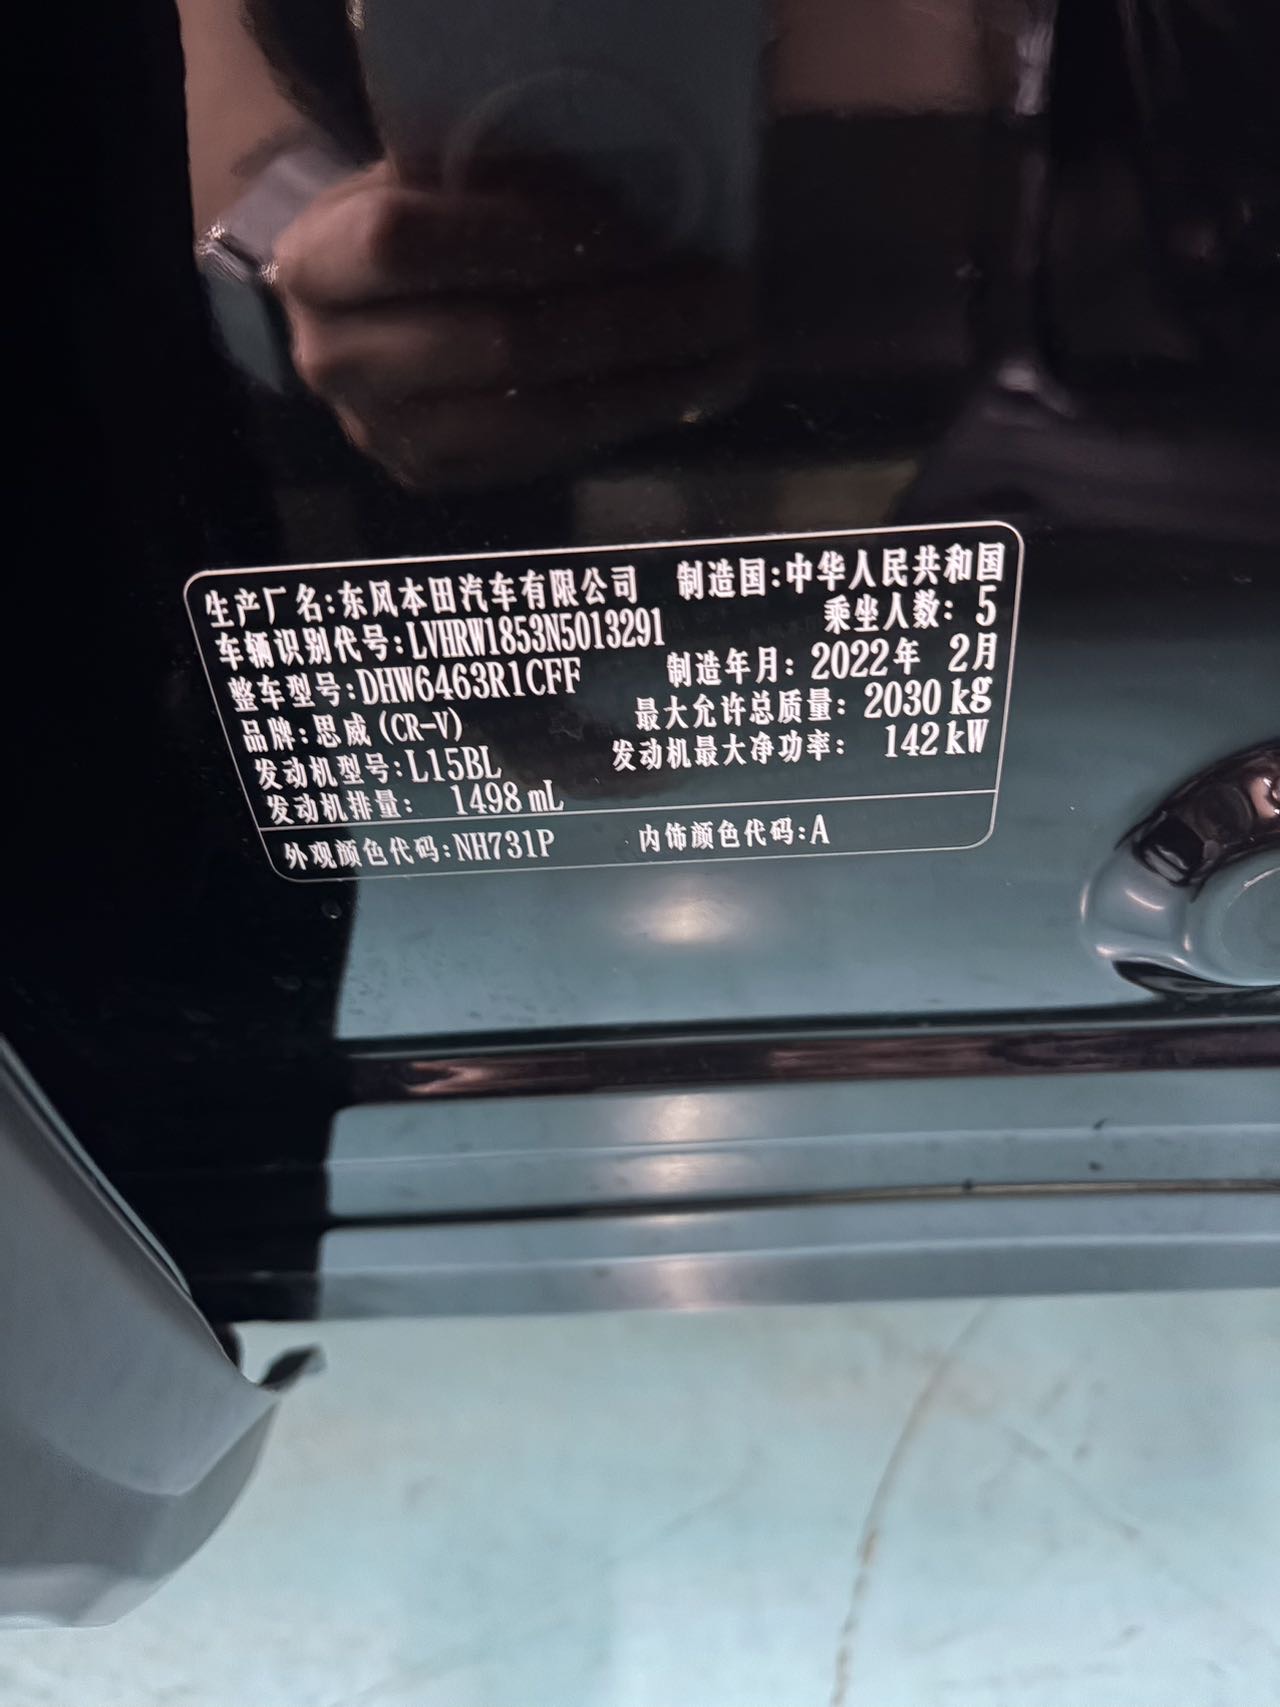 生产厂名:东风本田汽车有限公司 制造国:中华人民共和国
车辆识别代号:LVHRW1853N5013291 乘坐人数: 5
整车型号:DHW6463R1CFF 制造年月: 2022年 2月
品牌:思威(CR-V) 最大允许总质量: 2030 kg
发动机型号:L15BL 发动机最大净功率: 142 kW
发动机排量: 1498 mL
外观颜色代码:NH731P 内饰颜色代码:A